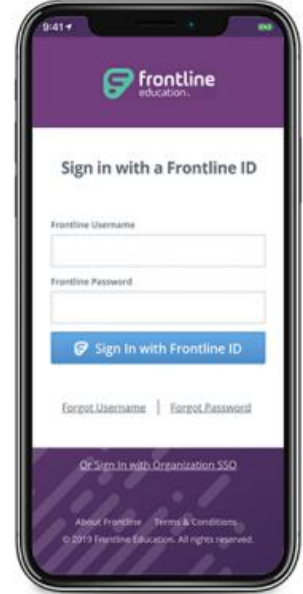 9:41
frontline
education.
Sign in with a Frontline ID
Frontline Username
Frontline Password
Sign In with Frontline ID
Forgot Username | Forgot Password
Or Sign In with Organization SSO
About Frontline Terms & Conditions
© 2019 Frontline Education. All rights reserved.